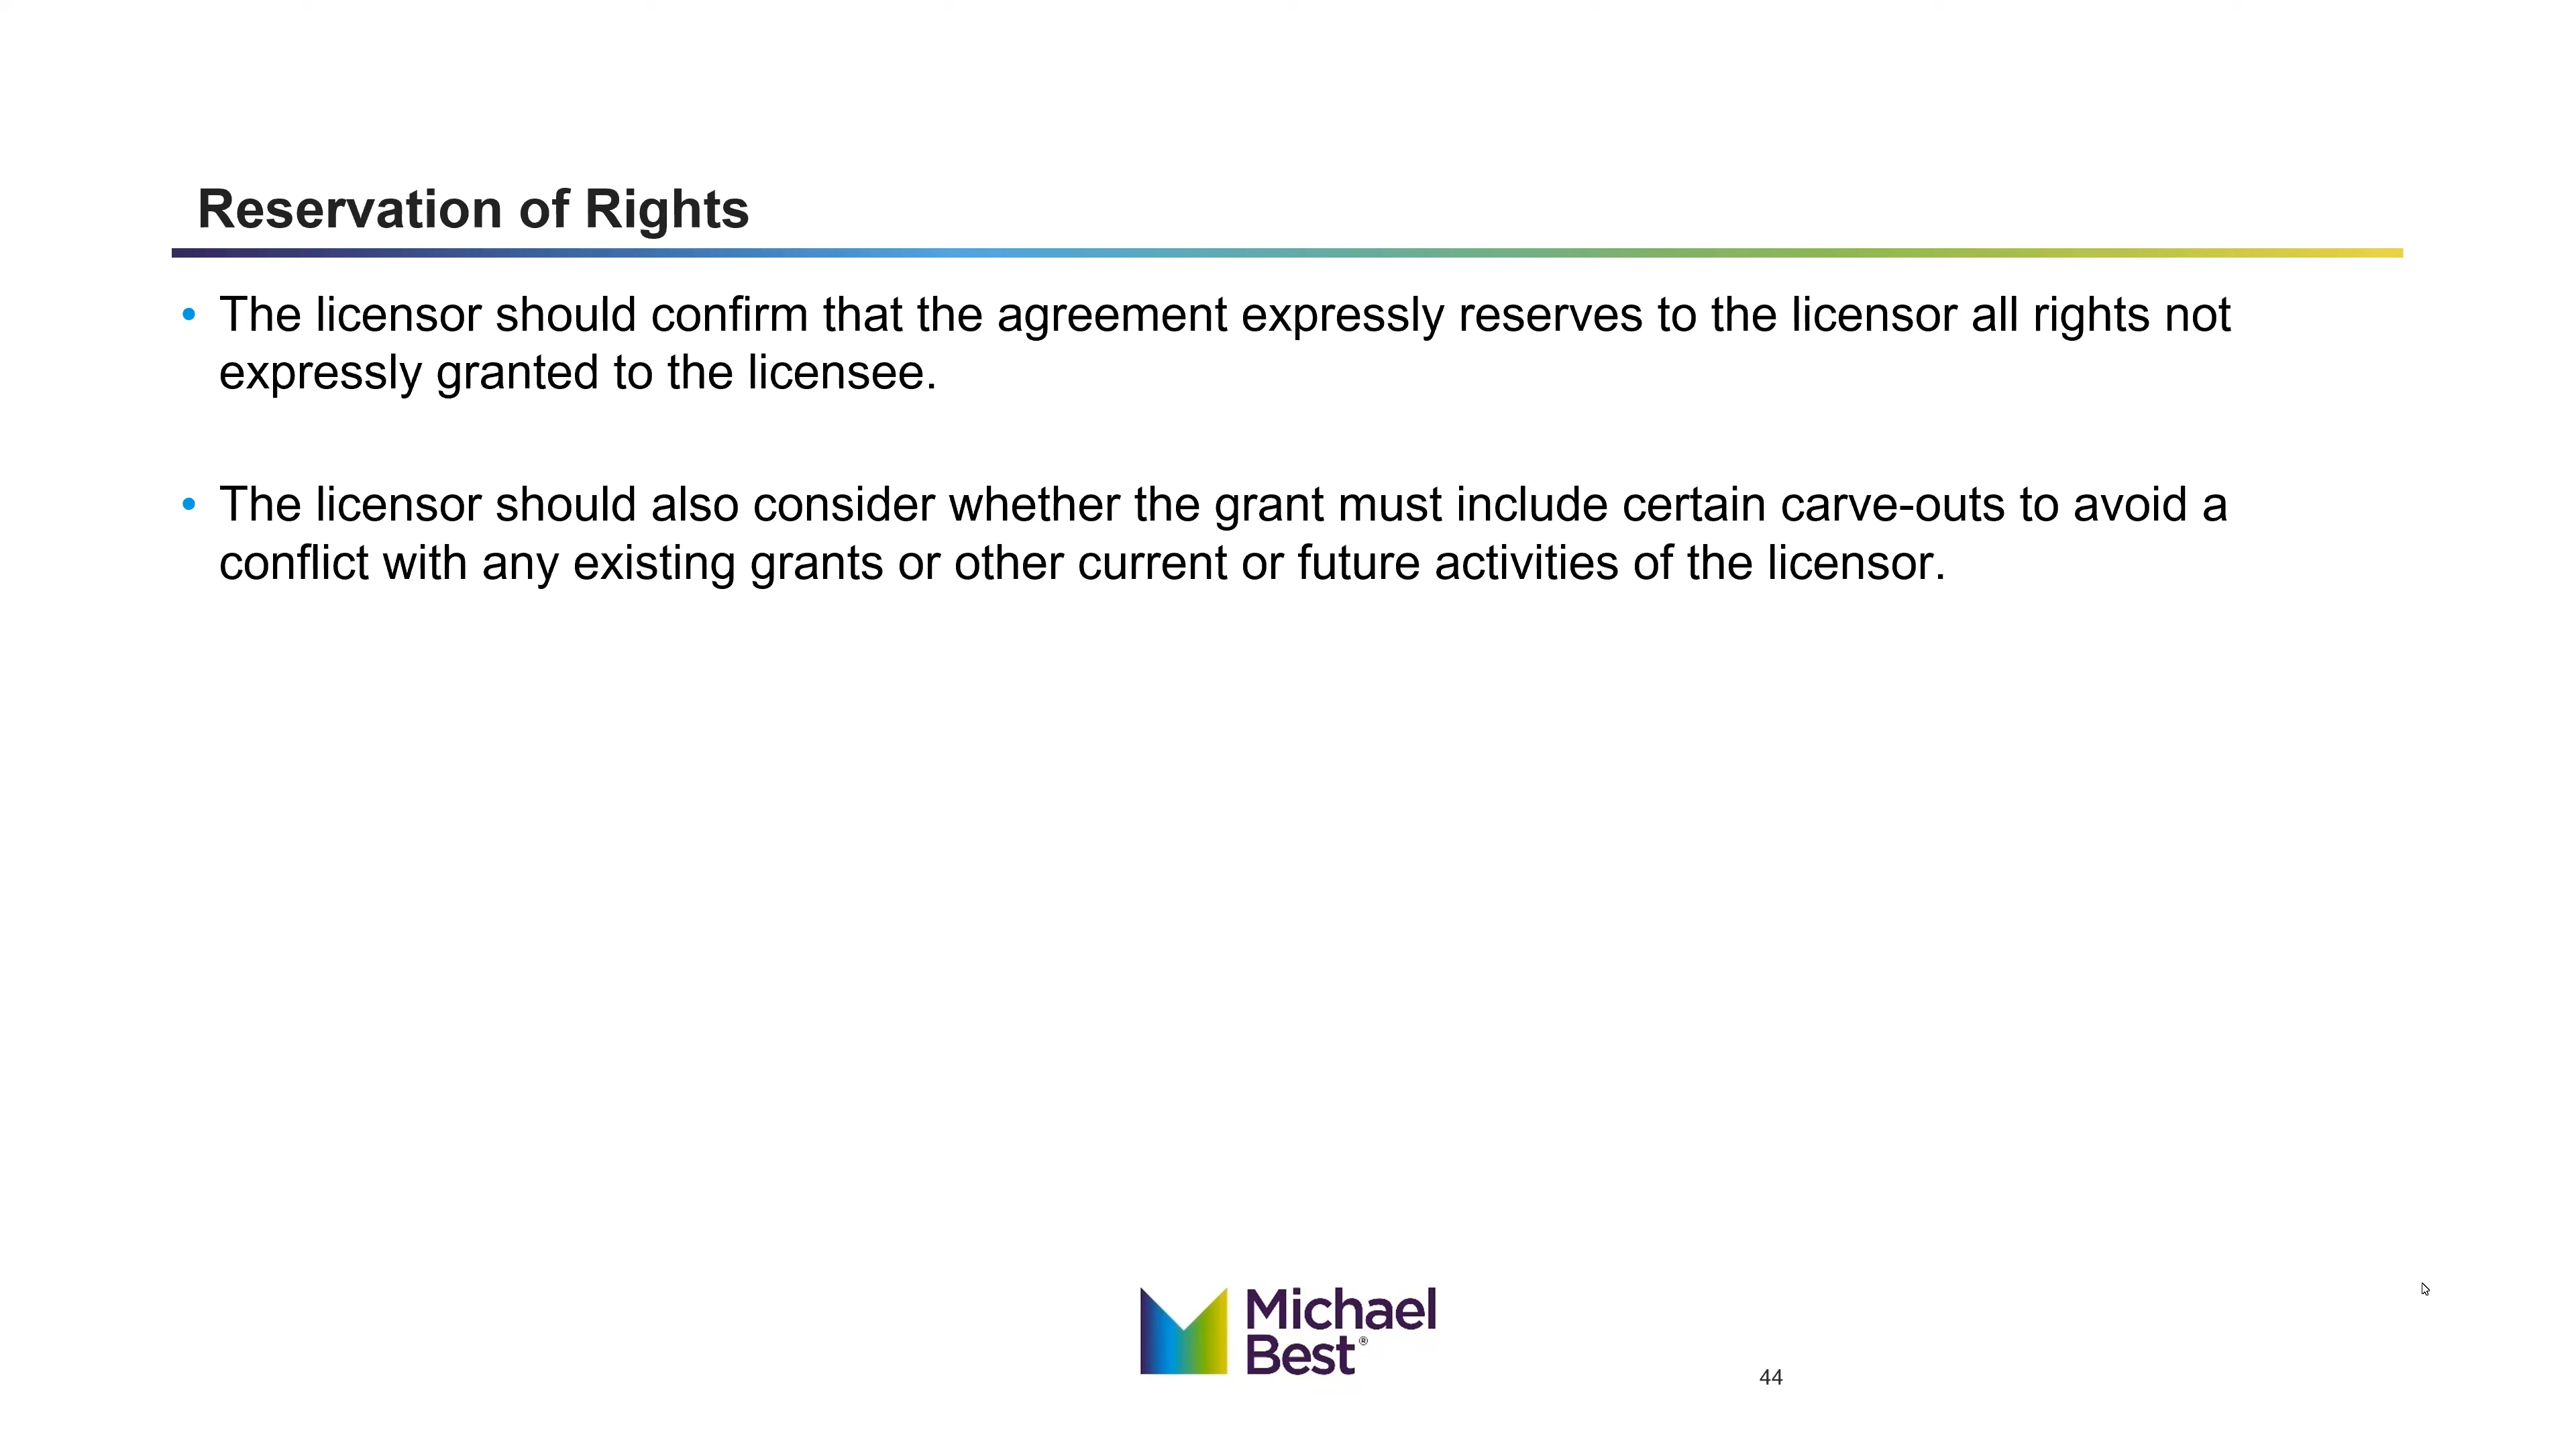 Reservation of Rights
• The licensor should confirm that the agreement expressly reserves to the licensor all rights not
expressly granted to the licensee.
• The licensor should also consider whether the grant must include certain carve-outs to avoid a
conflict with any existing grants or other current or future activities of the licensor.
Michael
Best®
44